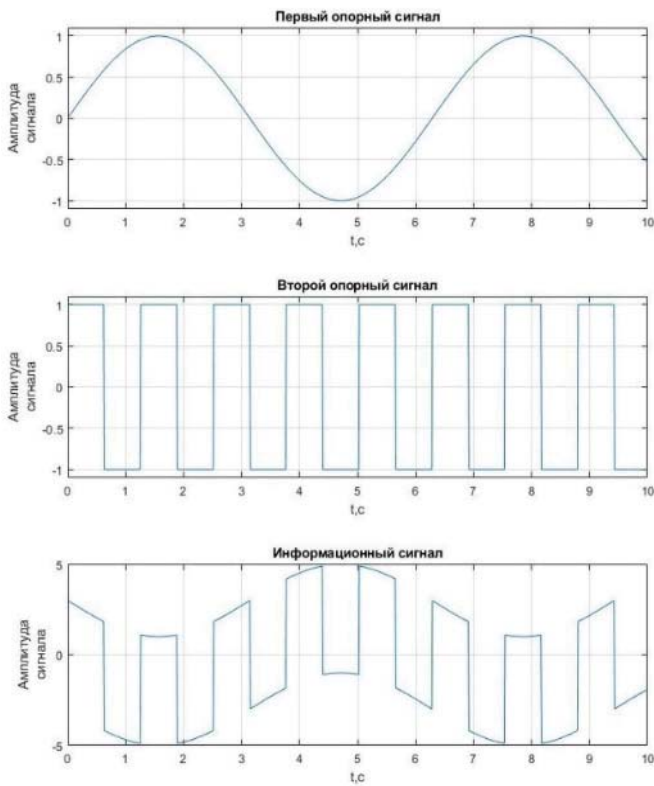 Первый опорный сигнал
Амплитуда
сигнала
1
0.5
0
-0.5
-1
0 1 2 3 4 5 6 7 8 9 10
t,c
Второй опорный сигнал
Амплитуда
сигнала
1
0.5
0
-0.5
-1
0 1 2 3 4 5 6 7 8 9 10
t,c
Информационный сигнал
Амплитуда
сигнала
5
0
-5
0 1 2 3 4 5 6 7 8 9 10
t,c